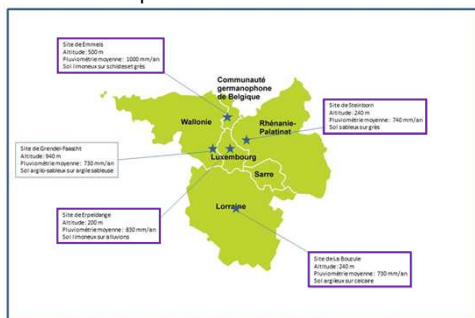 Site de Emmels
Altitude: 500 m
Pluviométrie moyenne : 1000 mm/an
Sol limoneux sur schiste et grès
Communauté
germanophone
de Belgique
Site de Steinborn
Altitude: 240 m
Pluviométrie moyenne : 740 mm/an
Sol sableux sur grès
Wallonie
Rhénanie-
Palatinat
Site de Grendel-Paascht
Altitude: 940 m
Pluviométrie moyenne : 730 mm/an
Sol argilo-sableux sur argile sableuse
Luxembourg
Sarre
Site de Erpeldange
Altitude: 200 m
Pluviométrie moyenne : 830 mm/an
Sol limoneux sur alluvions
Lorraine
Site de La Bouzule
Altitude: 240 m
Pluviométrie moyenne : 730 mm/an
Sol argileux sur calcaire